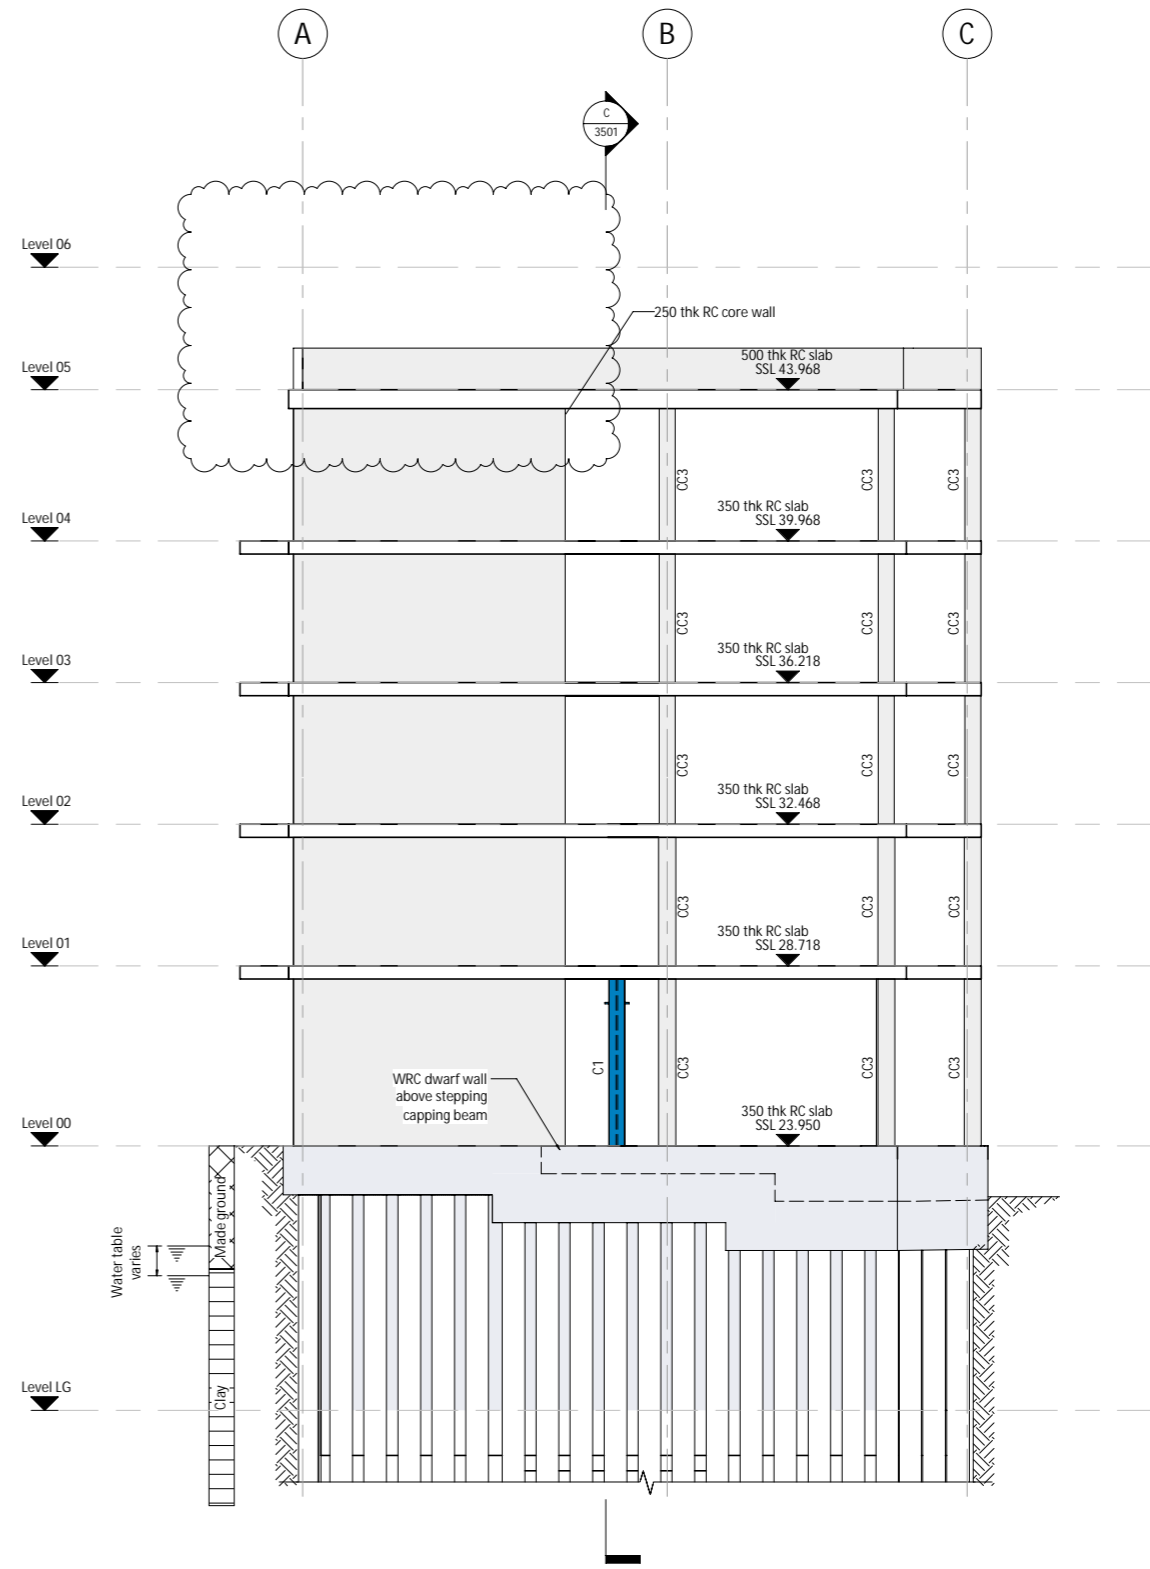 A
B
C
C
3501
Level 06
250 thk RC core wall
Level 05
500 thk RC slab
SSL 43.968
CC3
CC3
CC3
Level 04
350 thk RC slab
SSL 39.968
CC3
CC3
CC3
Level 03
350 thk RC slab
SSL 36.218
CC3
CC3
CC3
Level 02
350 thk RC slab
SSL 32.468
CC3
CC3
CC3
Level 01
350 thk RC slab
SSL 28.718
C1
CC3
CC3
CC3
WRC dwarf wall
above stepping
capping beam
Level 00
350 thk RC slab
SSL 23.950
Made ground
Water table
varies
Level LG
Clay